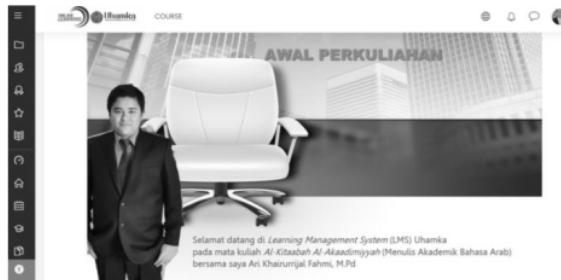 Uhamka
COURSE
AWAL PERKULIAHAN
Selamat datang di Learning Management System (LMS) Uhamka
pada mata kuliah Al-Kitaabah Al-Akaadimiyyah (Menulis Akademik Bahasa Arab)
bersama saya Ari Khairurrijal Fahmi, M.Pd